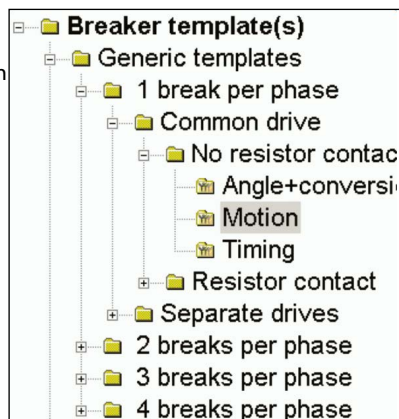 Breaker template(s)
Generic templates
1 break per phase
Common drive
No resistor contac
Angle+conversi
Motion
Timing
Resistor contact
Separate drives
2 breaks per phase
3 breaks per phase
4 breaks per phase